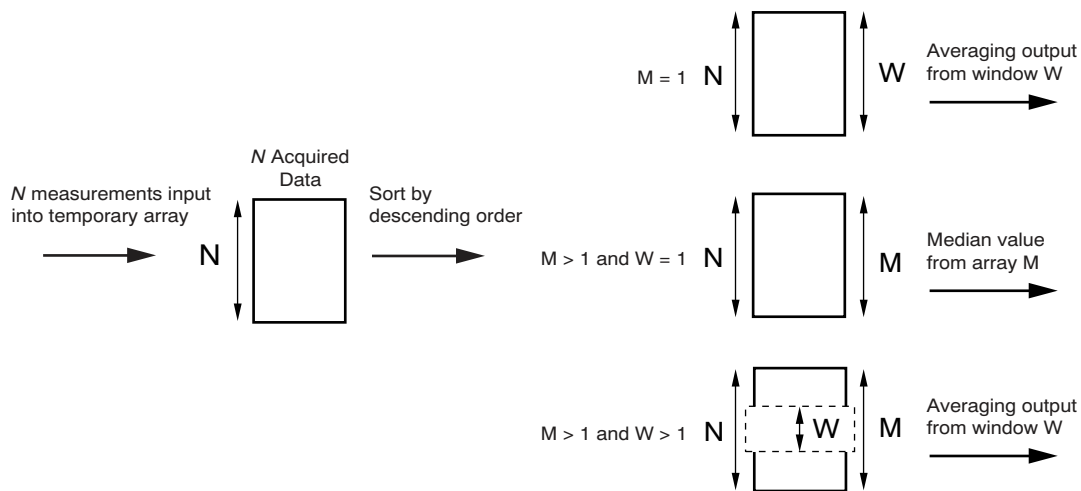 N measurements input
into temporary array
N
N Acquired
Data
Sort by
descending order
M = 1
N
W
Averaging output
from window W
M > 1 and W = 1
N
M
Median value
from array M
M > 1 and W > 1
N
W
M
Averaging output
from window W